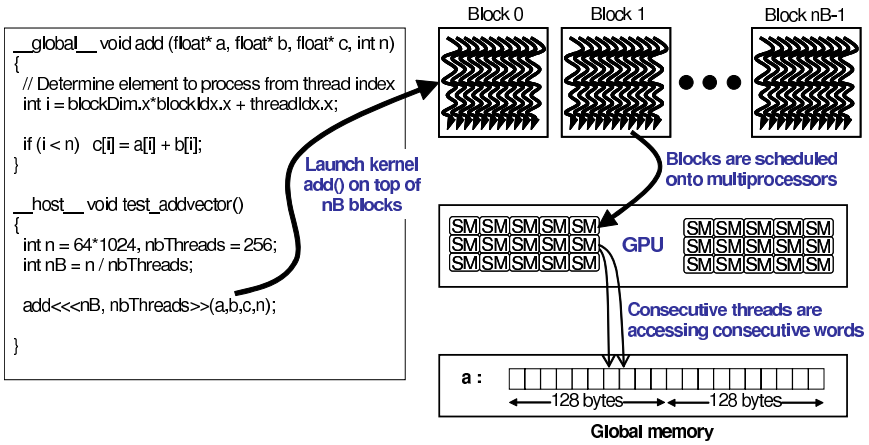 __global__ void add (float* a, float* b, float* c, int n)
{
// Determine element to process from thread index
int i = blockDim.x*blockIdx.x + threadIdx.x;
if (i < n) c[i] = a[i] + b[i];
}
__host__ void test_addvector()
{
int n = 64*1024, nbThreads = 256;
int nB = n / nbThreads;
add<<<nB, nbThreads>>(a,b,c,n);
}
Launch kernel
add() on top of
nB blocks
Block 0
Block 1
Block nB-1
Blocks are scheduled
onto multiprocessors
SM SM SM SM SM
SM SM SM SM SM
SM SM SM SM SM
GPU
SM SM SM SM SM
SM SM SM SM SM
SM SM SM SM SM
Consecutive threads are
accessing consecutive words
a :
128 bytes
128 bytes
Global memory